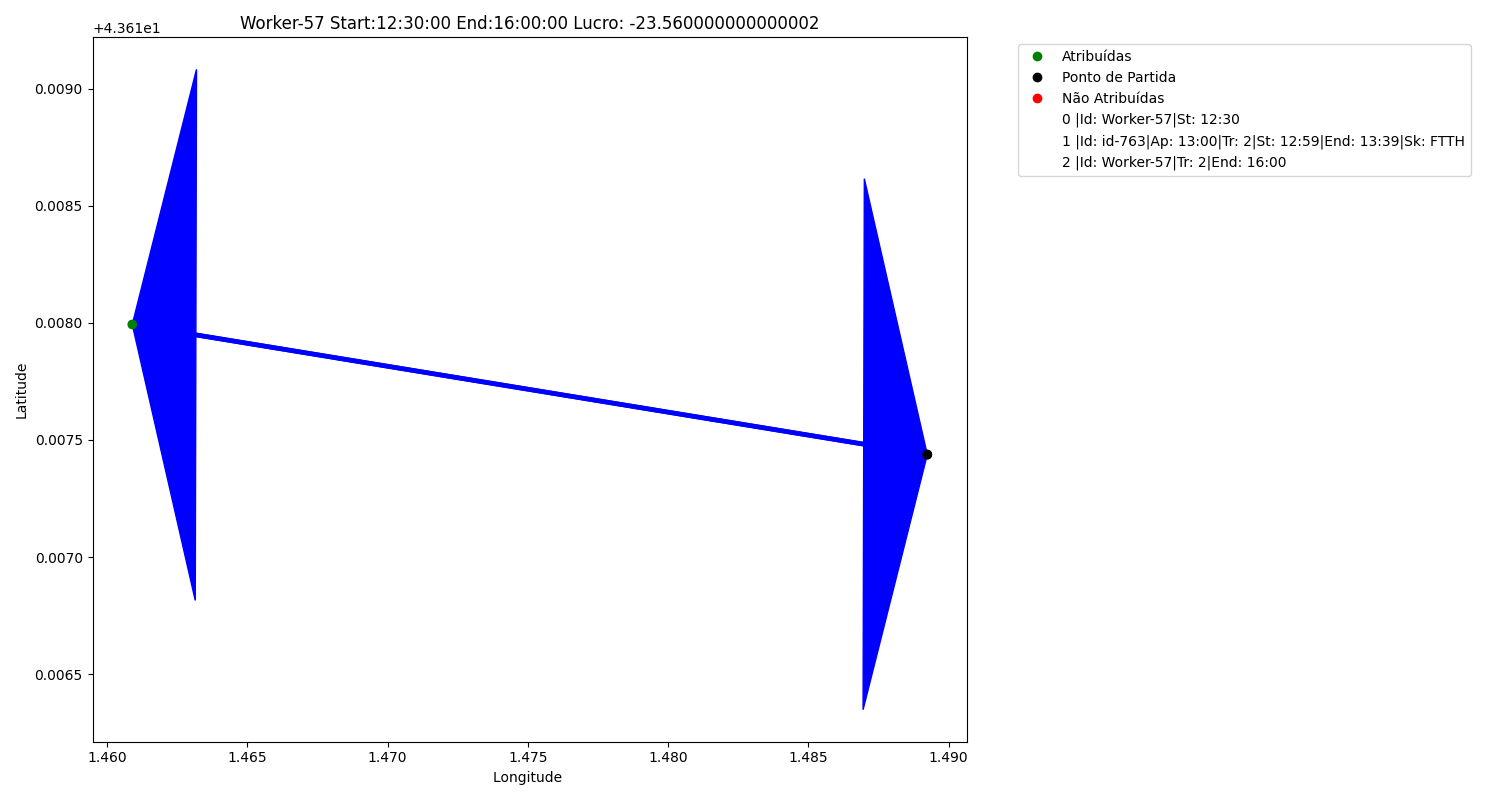 Worker-57 Start:12:30:00 End:16:00:00 Lucro: -23.560000000000002
+4.361e1
0.0090
0.0085
0.0080
0.0075
0.0070
0.0065
Latitude
1.460
1.465
1.470
1.475
1.480
1.485
1.490
Longitude
Atribuídas
Ponto de Partida
Não Atribuídas
0 |Id: Worker-57|St: 12:30
1 |Id: id-763|Ap: 13:00|Tr: 2|St: 12:59|End: 13:39|Sk: FTTH
2 |Id: Worker-57|Tr: 2|End: 16:00